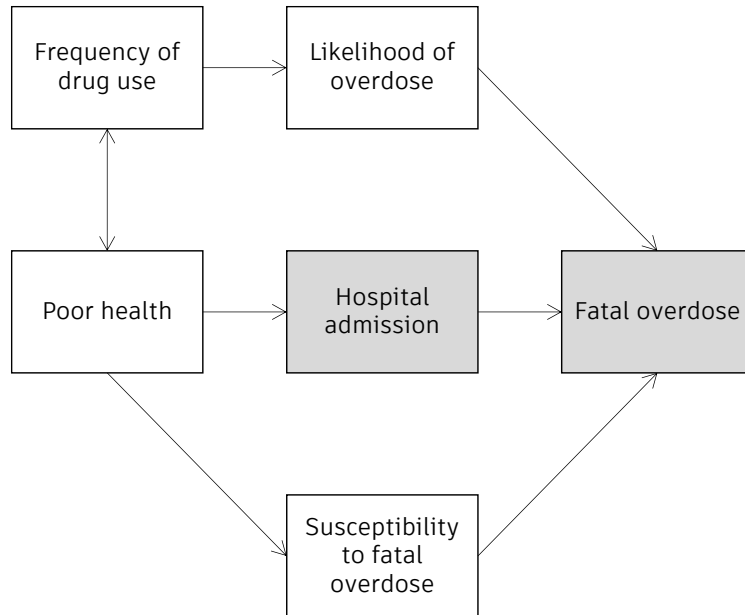 Frequency of
drug use
Likelihood of
overdose
Poor health
Hospital
admission
Fatal overdose
Susceptibility
to fatal
overdose